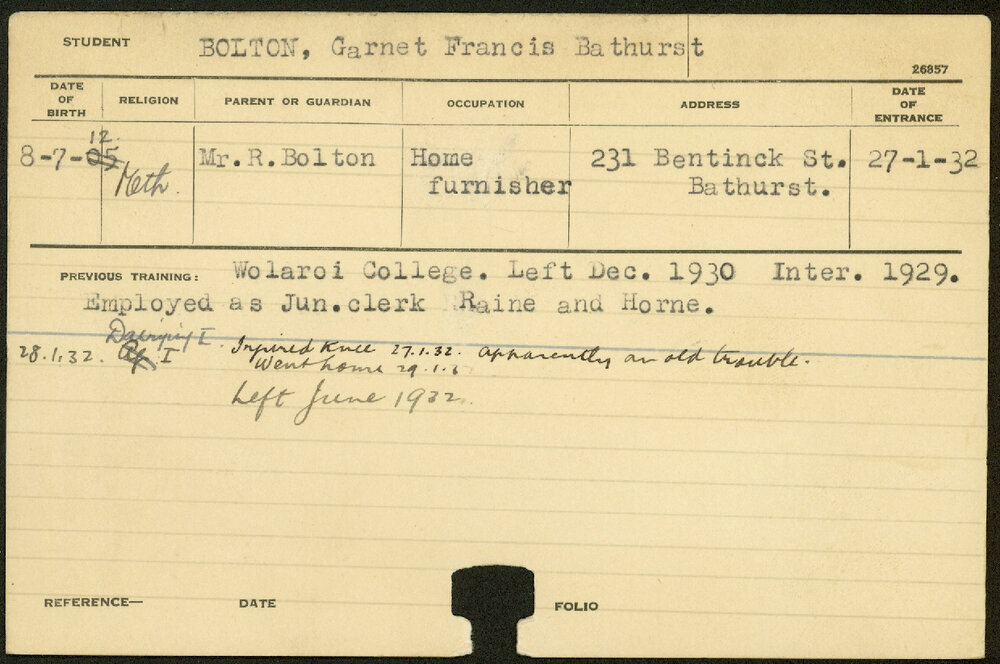 STUDENT BOLTON, Garnet Francis Bathurst
26857
DATE OF BIRTH RELIGION PARENT OR GUARDIAN OCCUPATION ADDRESS DATE OF ENTRANCE
12.
8-7-05 Meth. Mr.R.Bolton Home furnisher 231 Bentinck St. Bathurst. 27-1-32
PREVIOUS TRAINING: Wolaroi College. Left Dec. 1930 Inter. 1929.
Employed as Jun.clerk Raine and Horne.
Dairying I
28.1.32. Ag. I Injured Knee 27.1.32. apparently an old trouble.
Went home 29.1.
Left June 1932.
REFERENCE— DATE FOLIO